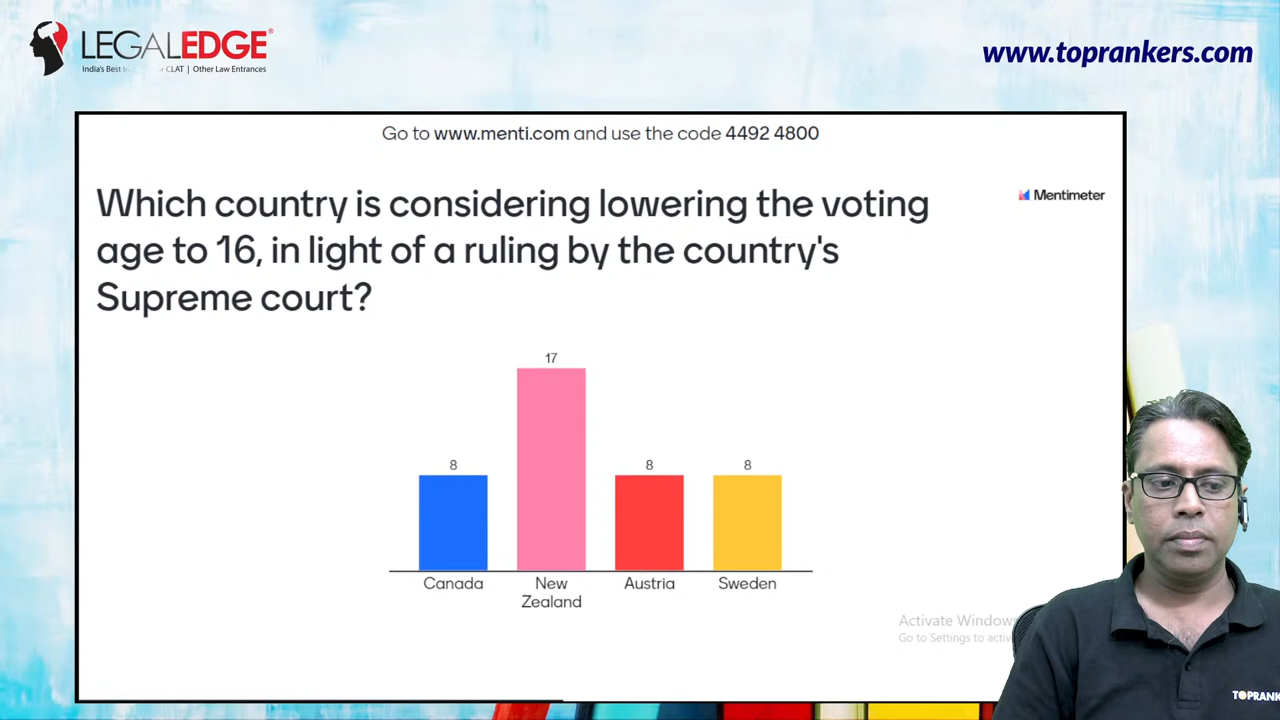 LEGALEDGE®
India's Best In CLAT | Other Law Entrances
www.toprankers.com
Go to www.menti.com and use the code 4492 4800
Mentimeter
Which country is considering lowering the voting
age to 16, in light of a ruling by the country's
Supreme court?
17
8
8
8
Canada
New
Zealand
Austria
Sweden
Activate Windows
Go to Settings to activ
TOPRANK